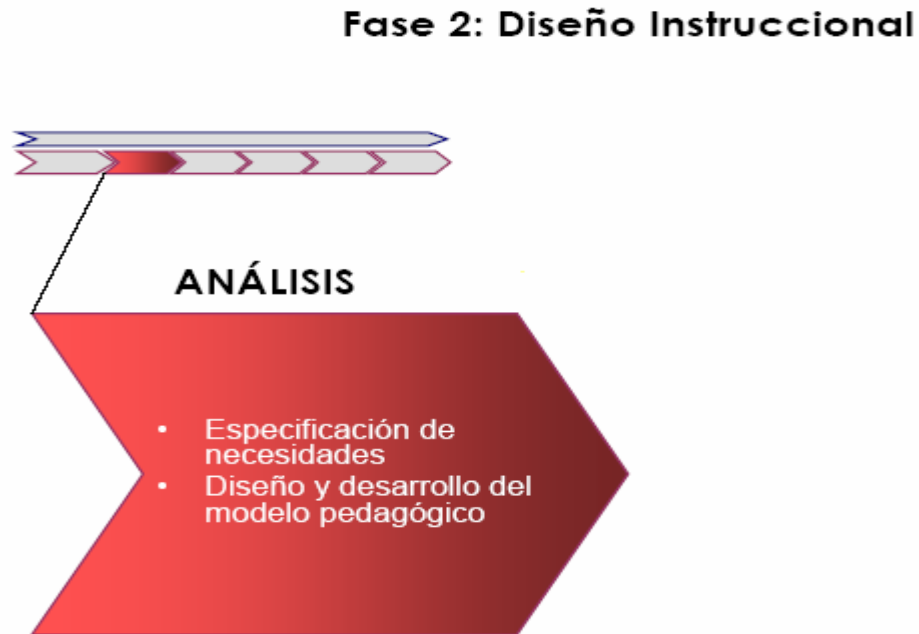 Fase 2: Diseño Instruccional
ANÁLISIS
• Especificación de
necesidades
• Diseño y desarrollo del
modelo pedagógico